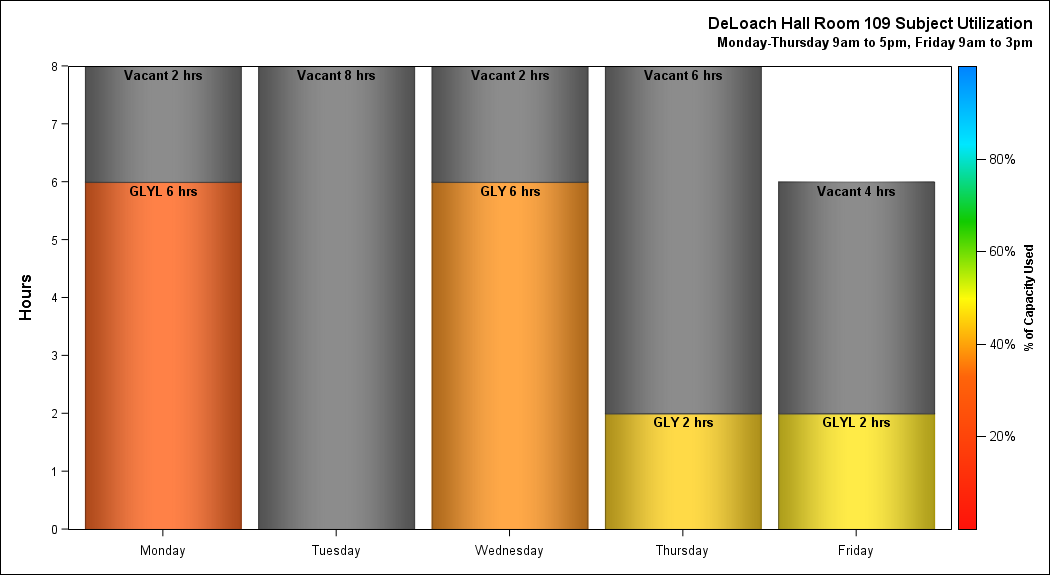 DeLoach Hall Room 109 Subject Utilization
Monday-Thursday 9am to 5pm, Friday 9am to 3pm
8
7
6
5
4
3
2
1
0
Hours
Vacant 2 hrs
GLYL 6 hrs
Vacant 8 hrs
Vacant 2 hrs
GLY 6 hrs
Vacant 6 hrs
GLY 2 hrs
Vacant 4 hrs
GLYL 2 hrs
Monday
Tuesday
Wednesday
Thursday
Friday
80%
60%
40%
20%
% of Capacity Used